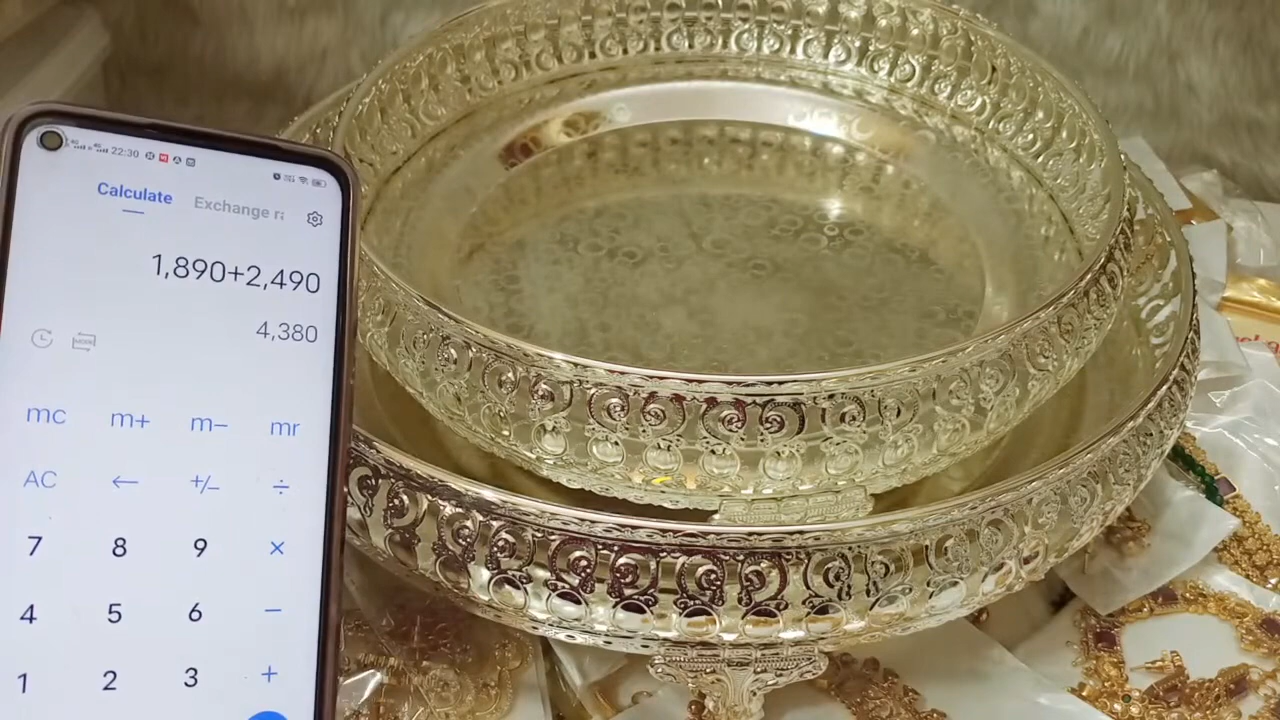 22:30
Calculate Exchange r
1,890+2,490
4,380
mc m+ m− mr
AC ← +/− ÷
7 8 9 ×
4 5 6 −
1 2 3 +